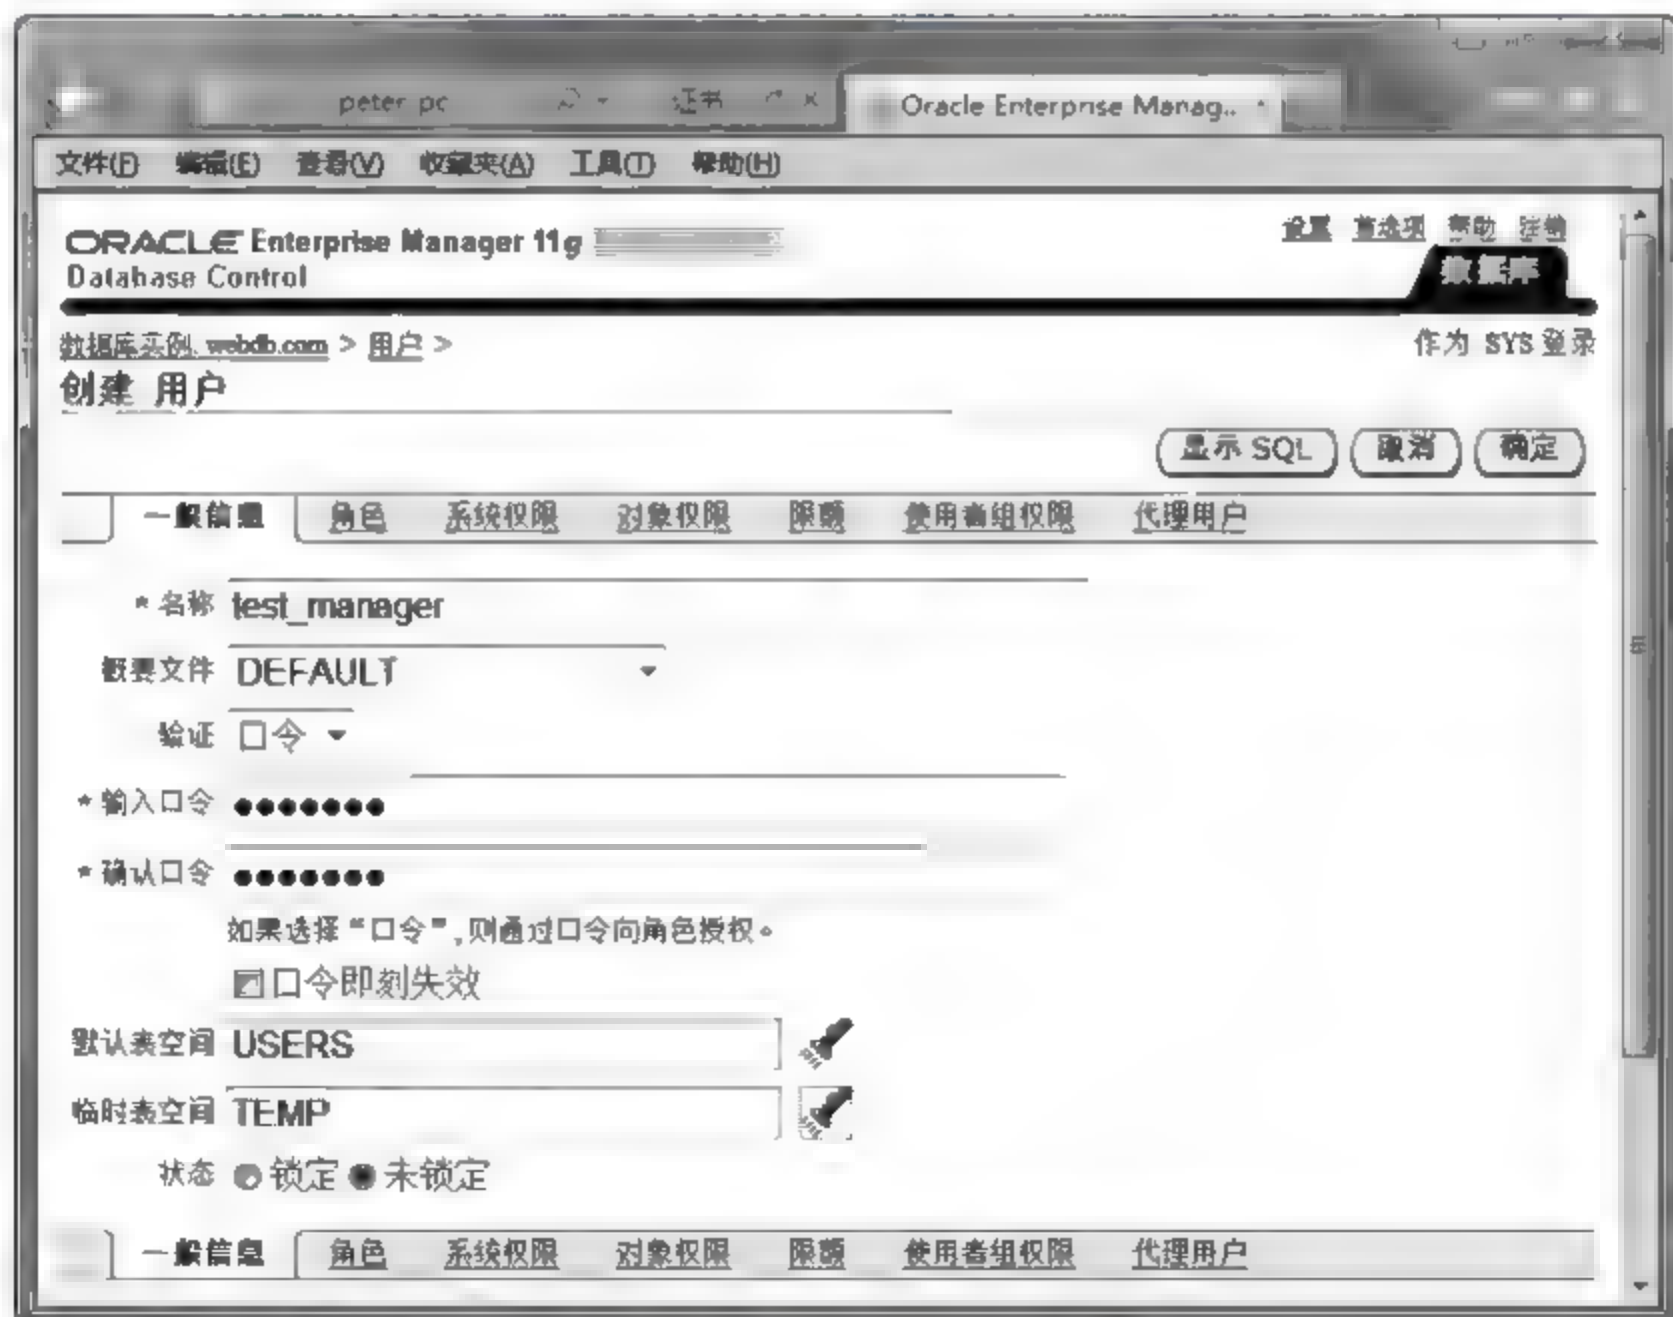 peter pc 证书
Oracle Enterprise Manag..
文件(F) 编辑(E) 查看(V) 收藏夹(A) 工具(T) 帮助(H)
ORACLE Enterprise Manager 11g
Database Control
设置 首选项 帮助 注销
数据库
数据库实例: webdb.com > 用户 >
作为 SYS 登录
创建 用户
显示 SQL 取消 确定
一般信息 角色 系统权限 对象权限 限额 使用者组权限 代理用户
* 名称 test_manager
概要文件 DEFAULT
验证 口令
* 输入口令 ●●●●●●●
* 确认口令 ●●●●●●●
如果选择“口令”,则通过口令向角色授权。
口令即刻失效
默认表空间 USERS
临时表空间 TEMP
状态 锁定 未锁定
一般信息 角色 系统权限 对象权限 限额 使用者组权限 代理用户